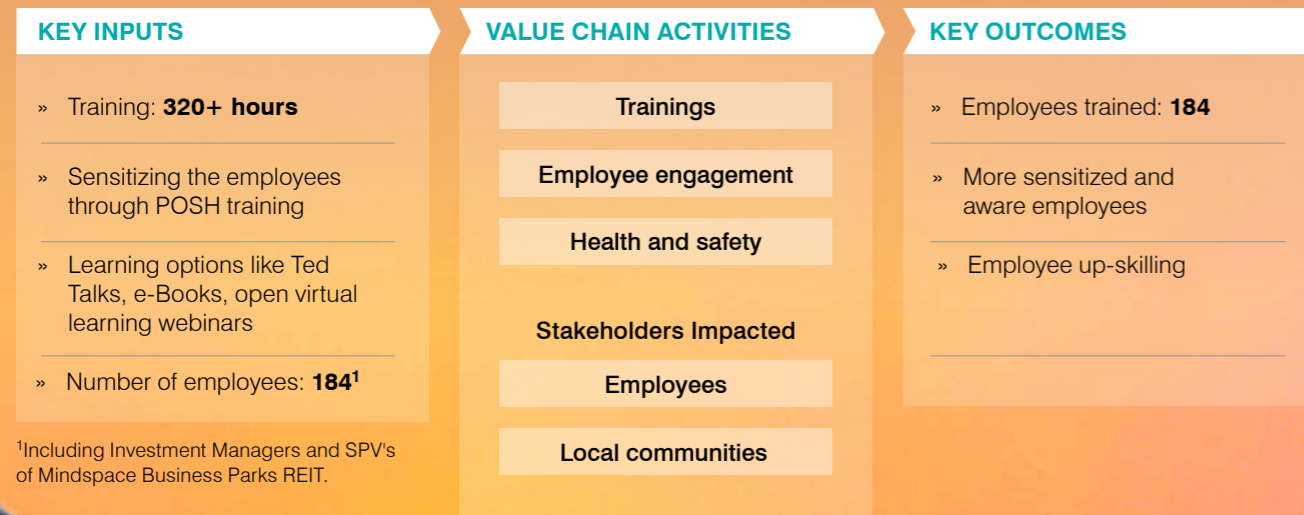 KEY INPUTS
» Training: 320+ hours
» Sensitizing the employees
through POSH training
» Learning options like Ted
Talks, e-Books, open virtual
learning webinars
» Number of employees: 184¹
¹Including Investment Managers and SPV's
of Mindspace Business Parks REIT.
VALUE CHAIN ACTIVITIES
Trainings
Employee engagement
Health and safety
Stakeholders Impacted
Employees
Local communities
KEY OUTCOMES
» Employees trained: 184
» More sensitized and
aware employees
» Employee up-skilling